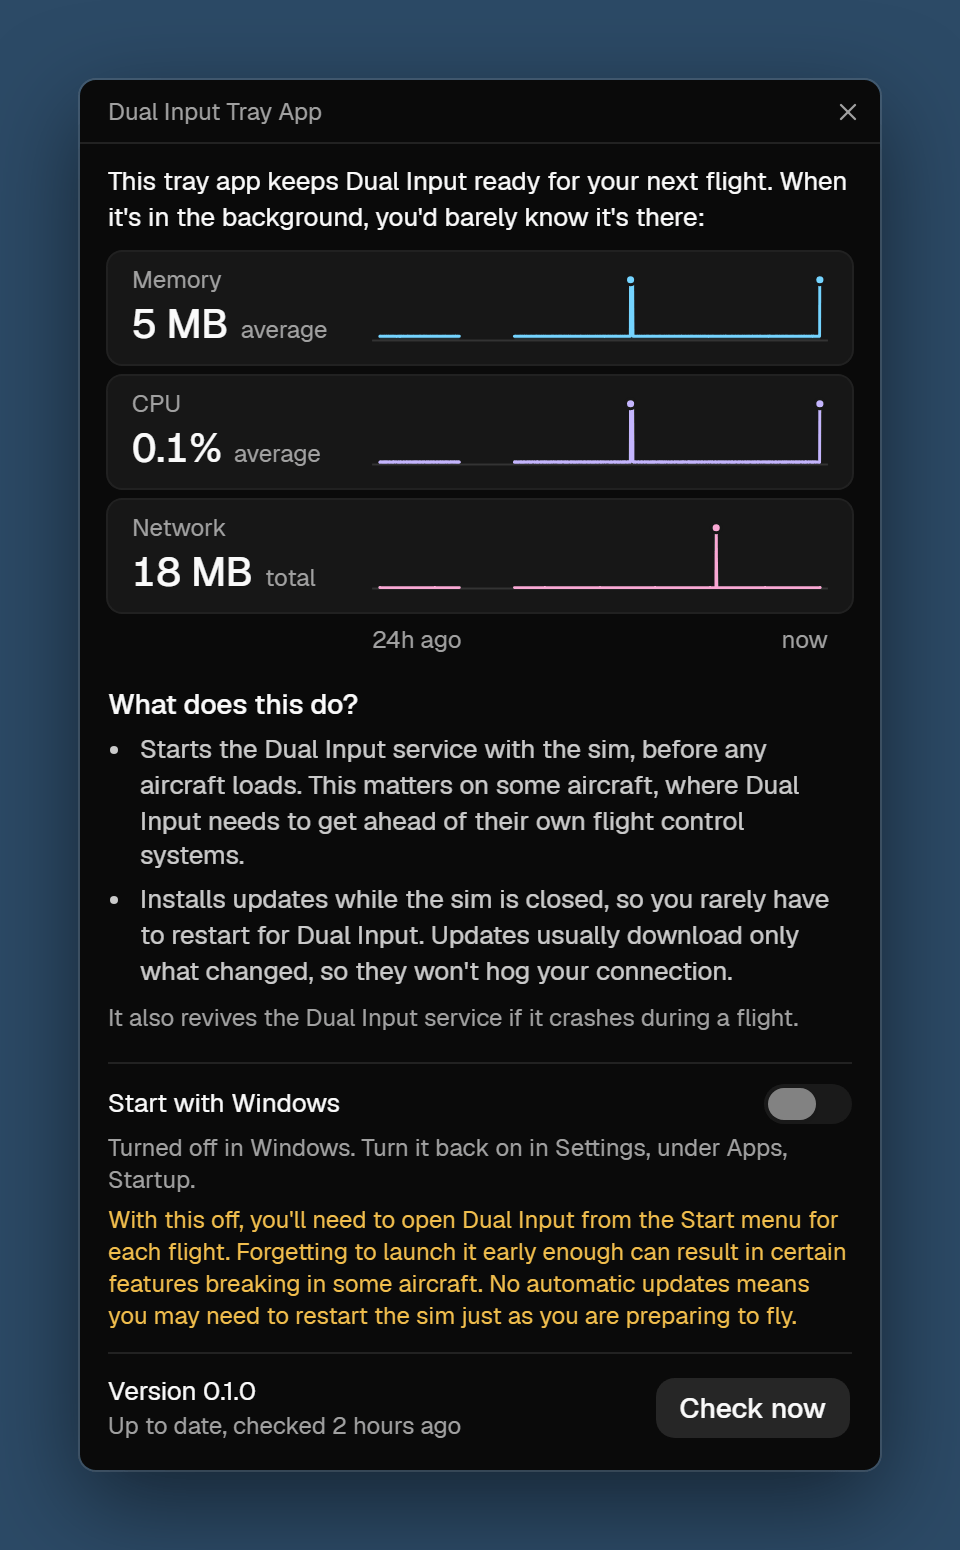 Dual Input Tray App
This tray app keeps Dual Input ready for your next flight. When
it's in the background, you'd barely know it's there:
Memory
5 MB average
CPU
0.1% average
Network
18 MB total
24h ago now
What does this do?
• Starts the Dual Input service with the sim, before any
aircraft loads. This matters on some aircraft, where Dual
Input needs to get ahead of their own flight control
systems.
• Installs updates while the sim is closed, so you rarely have
to restart for Dual Input. Updates usually download only
what changed, so they won't hog your connection.
It also revives the Dual Input service if it crashes during a flight.
Start with Windows
Turned off in Windows. Turn it back on in Settings, under Apps,
Startup.
With this off, you'll need to open Dual Input from the Start menu for
each flight. Forgetting to launch it early enough can result in certain
features breaking in some aircraft. No automatic updates means
you may need to restart the sim just as you are preparing to fly.
Version 0.1.0
Up to date, checked 2 hours ago
Check now